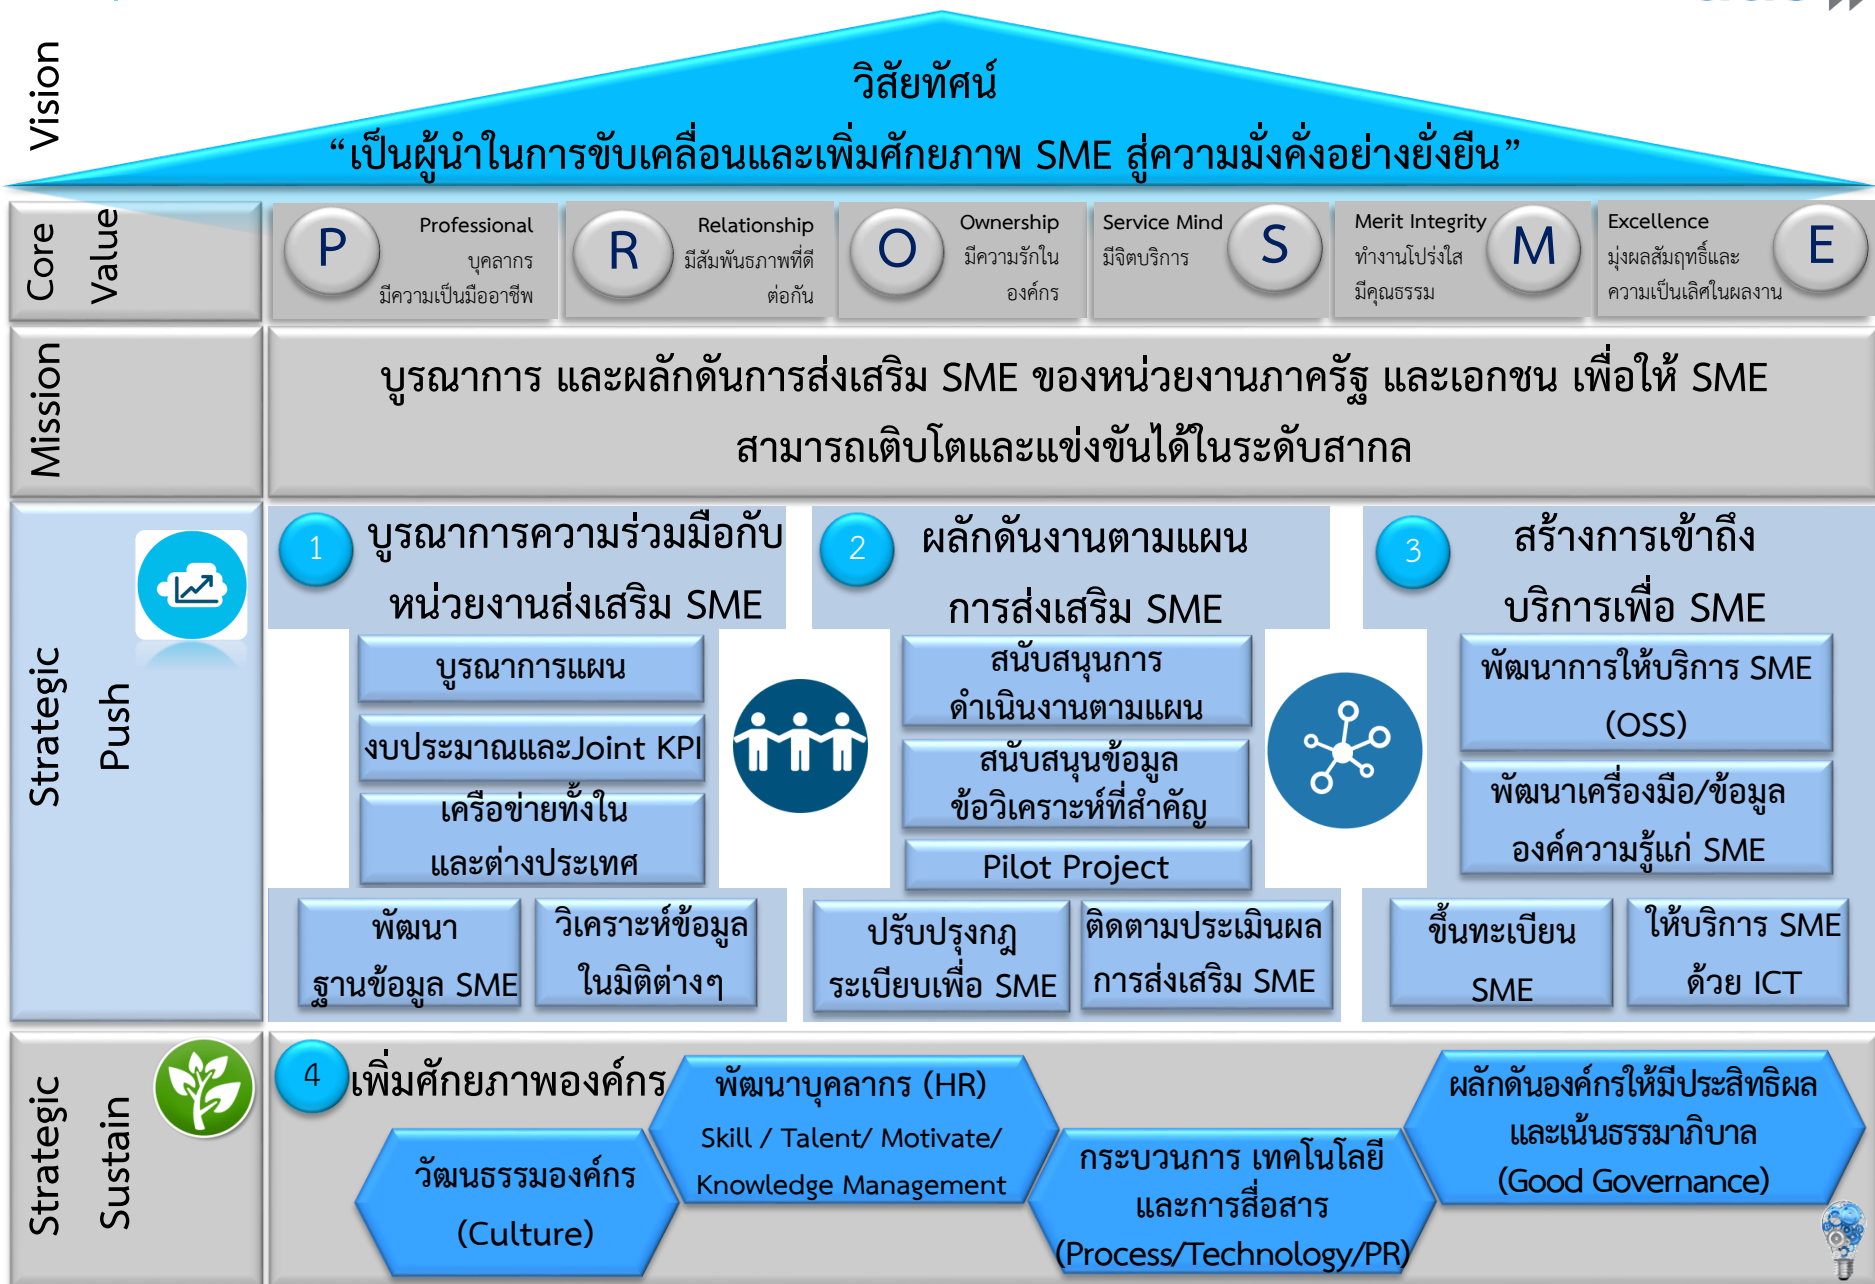 Vision
วิสัยทัศน์
“เป็นผู้นำในการขับเคลื่อนและเพิ่มศักยภาพ SME สู่ความมั่งคั่งอย่างยั่งยืน”
Core
Value
P
Professional
บุคลากร
มีความเป็นมืออาชีพ
R
Relationship
มีสัมพันธภาพที่ดี
ต่อกัน
O
Ownership
มีความรักใน
องค์กร
Service Mind
มีจิตบริการ
S
Merit Integrity
ทำงานโปร่งใส
มีคุณธรรม
M
Excellence
มุ่งผลสัมฤทธิ์และ
ความเป็นเลิศในผลงาน
E
Mission
บูรณาการ และผลักดันการส่งเสริม SME ของหน่วยงานภาครัฐ และเอกชน เพื่อให้ SME
สามารถเติบโตและแข่งขันได้ในระดับสากล
Strategic
Push
1
บูรณาการความร่วมมือกับ
หน่วยงานส่งเสริม SME
บูรณาการแผน
งบประมาณและJoint KPI
เครือข่ายทั้งใน
และต่างประเทศ
พัฒนา
ฐานข้อมูล SME
วิเคราะห์ข้อมูล
ในมิติต่างๆ
2
ผลักดันงานตามแผน
การส่งเสริม SME
สนับสนุนการ
ดำเนินงานตามแผน
สนับสนุนข้อมูล
ข้อวิเคราะห์ที่สำคัญ
Pilot Project
ปรับปรุงกฎ
ระเบียบเพื่อ SME
ติดตามประเมินผล
การส่งเสริม SME
3
สร้างการเข้าถึง
บริการเพื่อ SME
พัฒนาการให้บริการ SME
(OSS)
พัฒนาเครื่องมือ/ข้อมูล
องค์ความรู้แก่ SME
ขึ้นทะเบียน
SME
ให้บริการ SME
ด้วย ICT
Strategic
Sustain
4
เพิ่มศักยภาพองค์กร
วัฒนธรรมองค์กร
(Culture)
พัฒนาบุคลากร (HR)
Skill / Talent/ Motivate/
Knowledge Management
กระบวนการ เทคโนโลยี
และการสื่อสาร
(Process/Technology/PR)
ผลักดันองค์กรให้มีประสิทธิผล
และเน้นธรรมาภิบาล
(Good Governance)